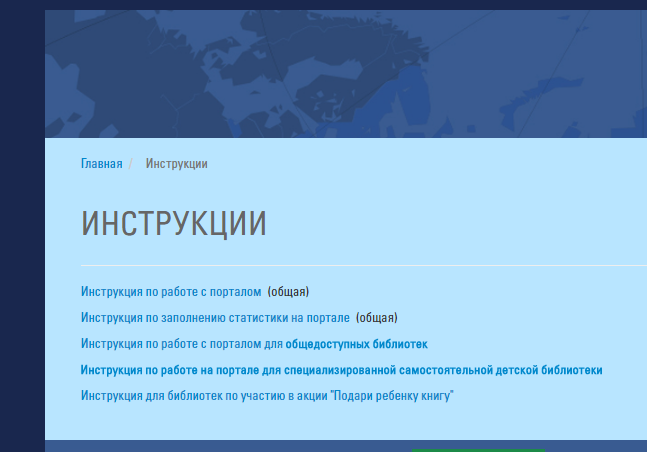 Главная / Инструкции
ИНСТРУКЦИИ
Инструкция по работе с порталом (общая)
Инструкция по заполнению статистики на портале (общая)
Инструкция по работе с порталом для общедоступных библиотек
Инструкция по работе на портале для специализированной самостоятельной детской библиотеки
Инструкция для библиотек по участию в акции "Подари ребенку книгу"